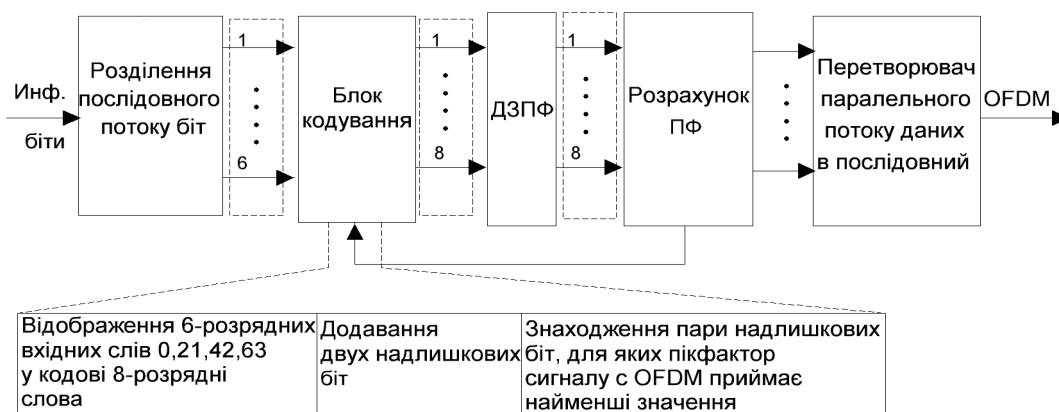 Инф.
біти
Розділення
послідовного
потоку біт
1
6
Блок
кодування
1
8
ДЗПФ
1
8
Розрахунок
ПФ
Перетворювач
паралельного
потоку даних
в послідовний
OFDM
Відображення 6-розрядних
вхідних слів 0,21,42,63
у кодові 8-розрядні
слова
Додавання
двух надлишкових
біт
Знаходження пари надлишкових
біт, для яких пікфактор
сигналу с OFDM приймає
найменші значення